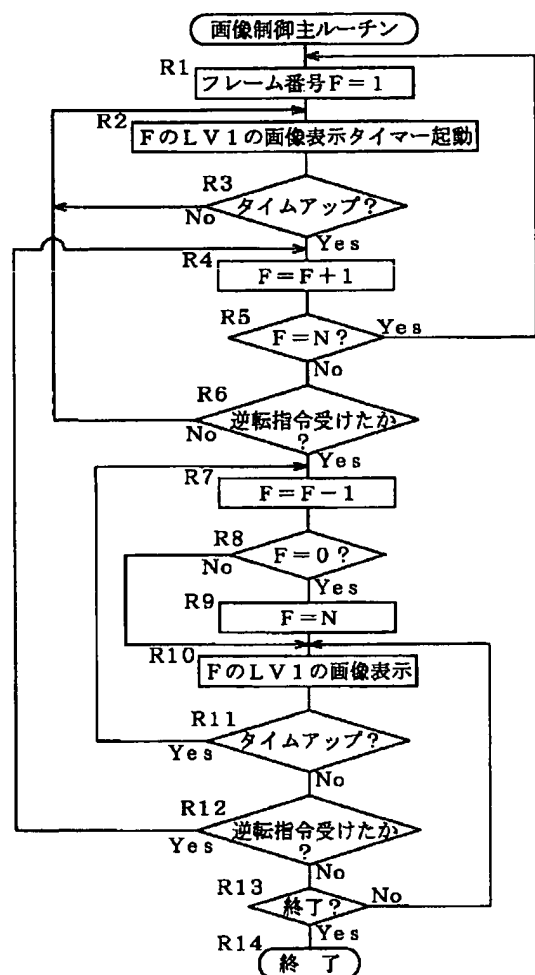 画像制御主ルーチン
R1
フレーム番号F=1
R2
FのLV1の画像表示タイマー起動
R3
タイムアップ?
No
Yes
R4
F=F+1
R5
F=N?
Yes
No
R6
逆転指令受けたか
?
No
Yes
R7
F=F-1
R8
F=0?
No
Yes
R9
F=N
R10
FのLV1の画像表示
R11
タイムアップ?
Yes
No
R12
逆転指令受けたか
?
Yes
No
R13
終了?
No
Yes
R14
終 了